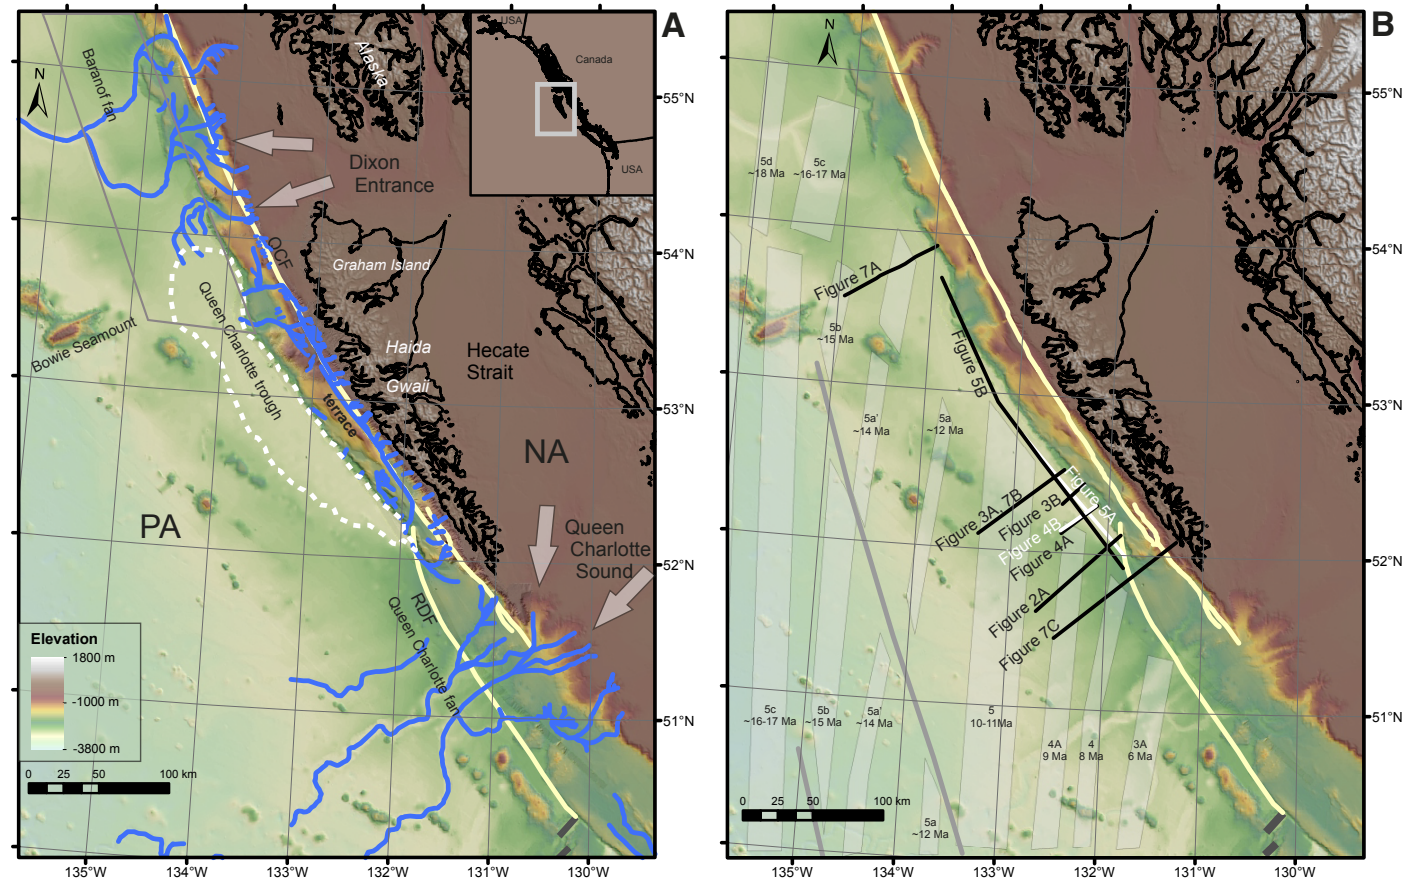 A
N
Baranof fan
Alaska
USA
Canada
USA
55°N
Dixon
Entrance
54°N
QCF
Graham Island
Queen Charlotte trough
Bowie Seamount
Haida
Gwaii
Hecate
Strait
53°N
terrace
NA
PA
Queen
Charlotte
Sound
52°N
RDF
Queen Charlotte fan
51°N
Elevation
1800 m
-1000 m
-3800 m
0 25 50 100 km
135°W 134°W 133°W 132°W 131°W 130°W
B
N
55°N
5d
~18 Ma
5c
~16-17 Ma
54°N
Figure 7A
5b
~15 Ma
Figure 5B
53°N
5a'
~14 Ma
5a
~12 Ma
Figure 5A
Figure 3A, 7B
Figure 3B
Figure 4B
Figure 4A
52°N
Figure 2A
Figure 7C
5c
~16-17 Ma
5b
~15 Ma
5a'
~14 Ma
5
10-11Ma
51°N
4A
9 Ma
4
8 Ma
3A
6 Ma
0 25 50 100 km
5a
~12 Ma
135°W 134°W 133°W 132°W 131°W 130°W